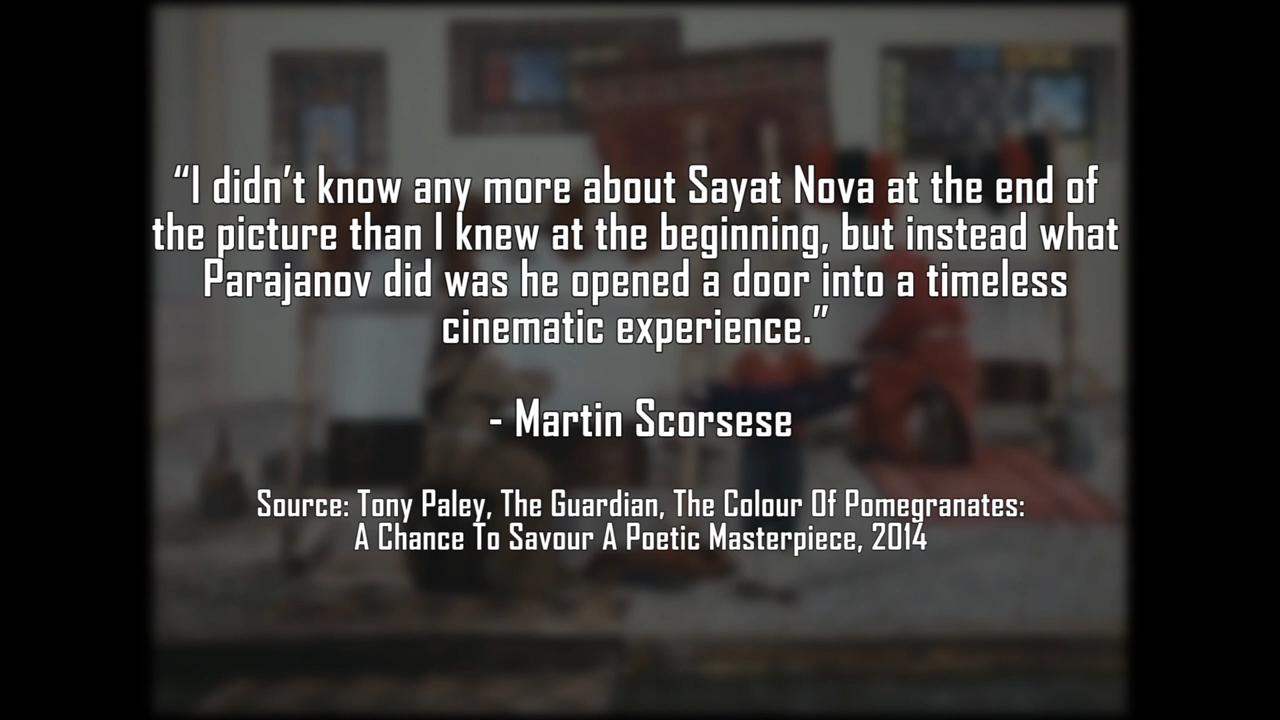 “I didn’t know any more about Sayat Nova at the end of
the picture than I knew at the beginning, but instead what
Parajanov did was he opened a door into a timeless
cinematic experience.”
- Martin Scorsese
Source: Tony Paley, The Guardian, The Colour Of Pomegranates:
A Chance To Savour A Poetic Masterpiece, 2014